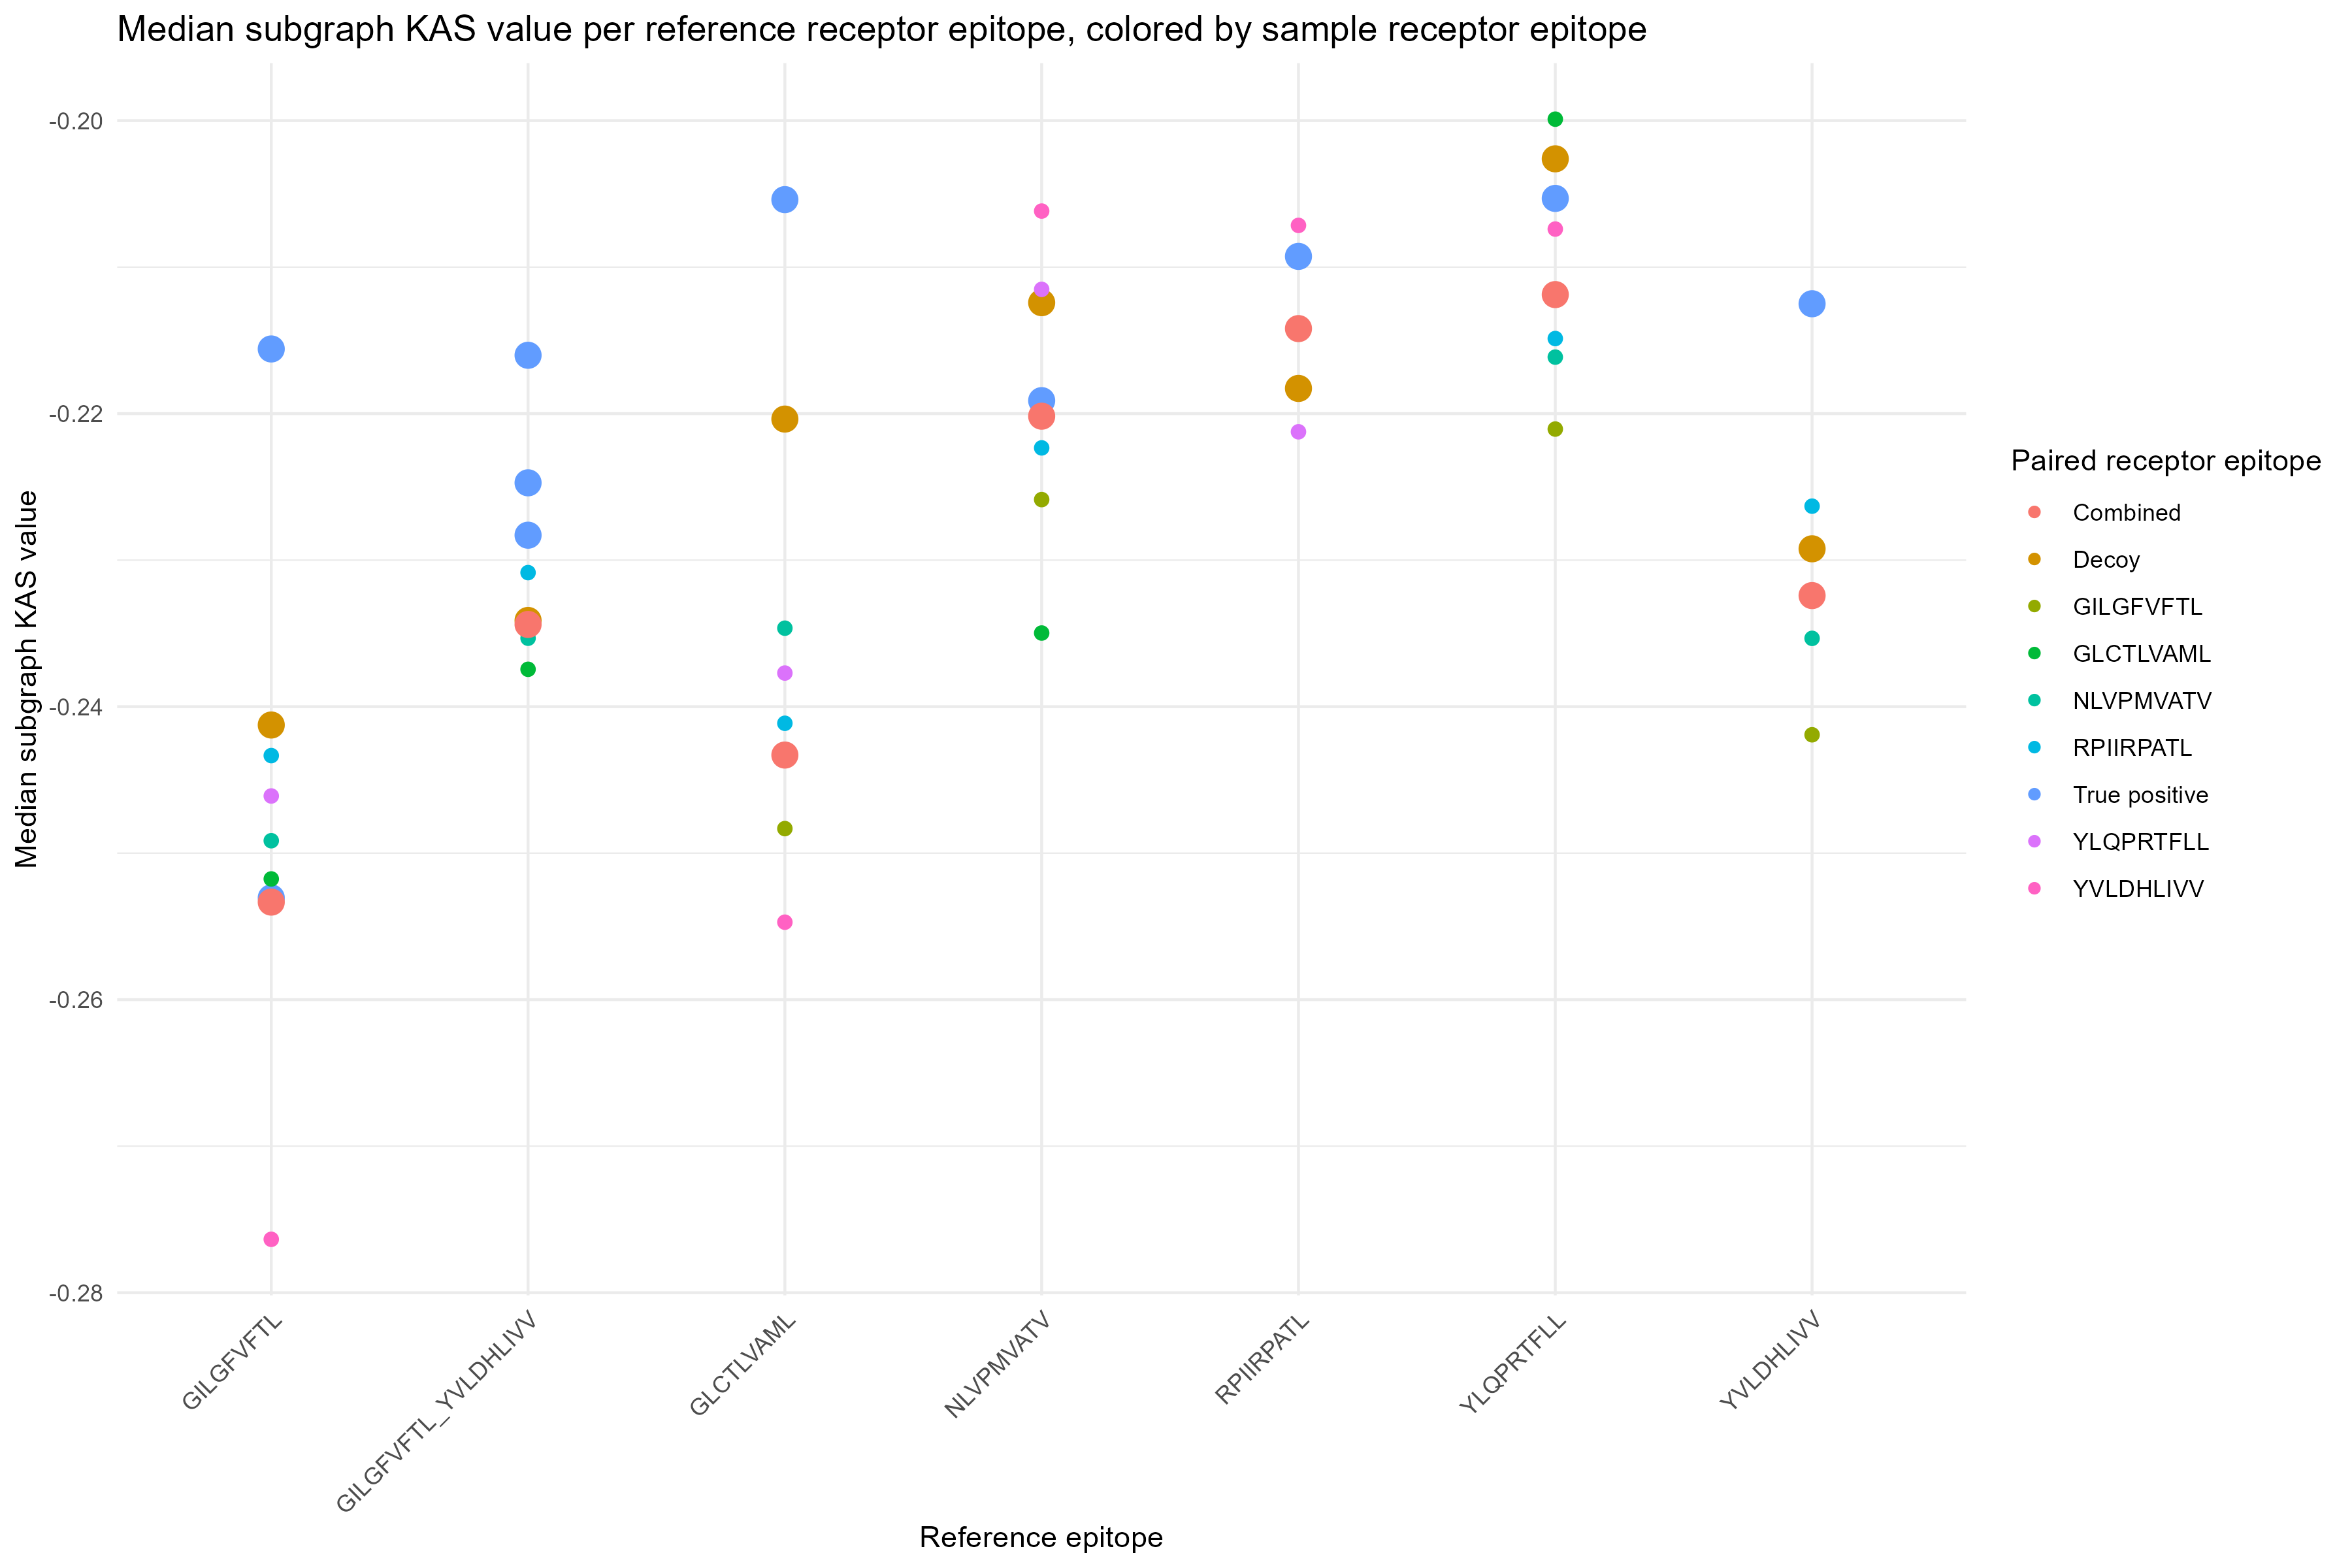 Median subgraph KAS value per reference receptor epitope, colored by sample receptor epitope
Median subgraph KAS value
-0.20
-0.22
-0.24
-0.26
-0.28
GILGFVFTL
GILGFVFTL_YVLDHLIVV
GLCTLVAML
NLVPMVATV
RPIIRPATL
YLQPRTFLL
YVLDHLIVV
Reference epitope
Paired receptor epitope
Combined
Decoy
GILGFVFTL
GLCTLVAML
NLVPMVATV
RPIIRPATL
True positive
YLQPRTFLL
YVLDHLIVV